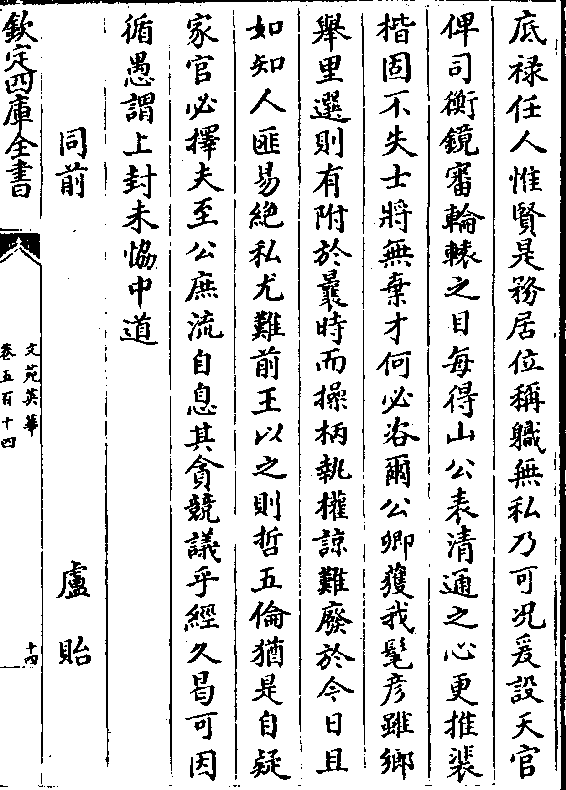 底禄任人惟賢是務居位稱職無私乃可况爰設天官
俾司衡鏡審輪轅之目每得山公表清通之心更推裴
楷固不失士將無棄才何必咨爾公卿獲我髦彦雖鄉
舉里選則有附於曩時而操柄執權諒難廢於今日且
如知人匪易絶私尤難前王以之則哲五倫猶是自疑
家官必擇夫至公庶流自息其貪競議乎經久曷可因
循愚謂上封未恊中道
同前 盧貽
欽定四庫全書
文苑英華
卷五百十四
十四